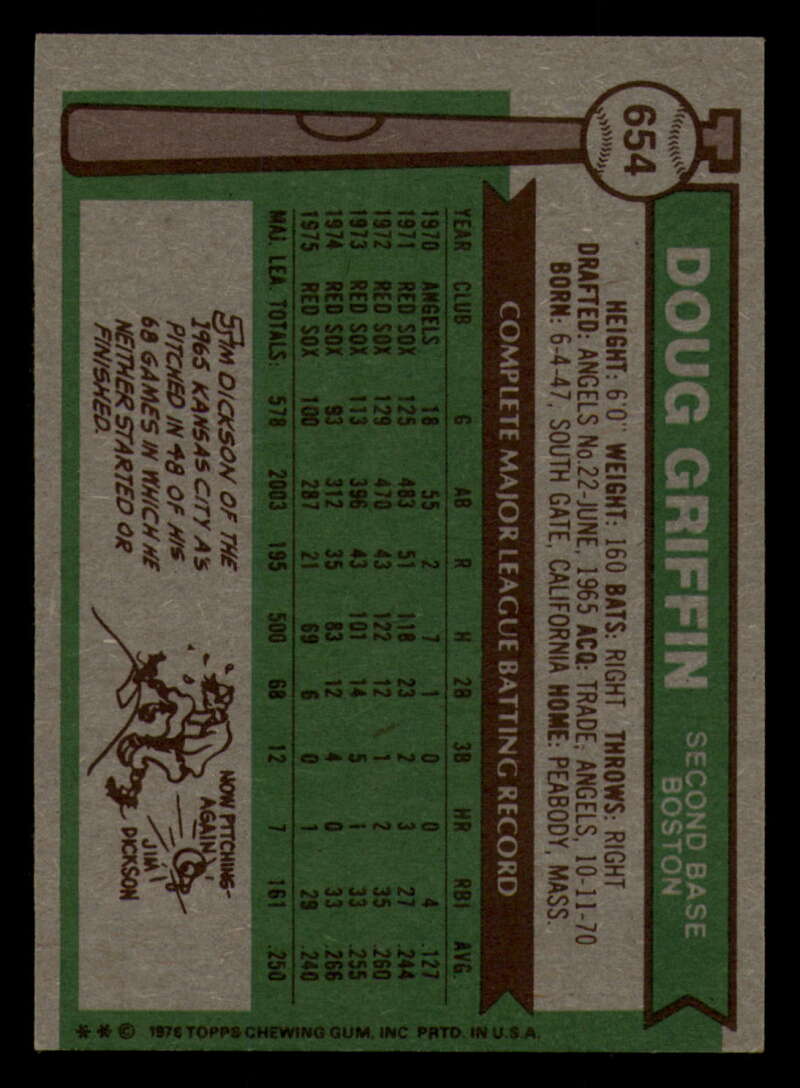 654
DOUG GRIFFIN
SECOND BASE
BOSTON
HEIGHT: 6'0" WEIGHT: 160 BATS: RIGHT THROWS: RIGHT
DRAFTED: ANGELS No.22-JUNE, 1965 ACQ: TRADE, ANGELS, 10-11-70
BORN: 6-4-47, SOUTH GATE, CALIFORNIA HOME: PEABODY, MASS.
COMPLETE MAJOR LEAGUE BATTING RECORD
YEAR CLUB G AB R H 2B 3B HR RBI AVG.
1970 ANGELS 18 55 2 7 1 0 0 4 .127
1971 RED SOX 125 483 51 118 23 2 3 27 .244
1972 RED SOX 129 470 43 122 12 1 2 35 .260
1973 RED SOX 113 396 43 101 14 5 1 33 .255
1974 RED SOX 93 312 35 83 12 4 0 33 .266
1975 RED SOX 100 287 21 69 6 0 1 29 .240
MAJ. LEA. TOTALS: 578 2003 195 500 68 12 7 161 .250
JIM DICKSON OF THE
1965 KANSAS CITY A'S
PITCHED IN 48 OF HIS
68 GAMES IN WHICH HE
NEITHER STARTED OR
FINISHED.
NOW PITCHING-
AGAIN!
JIM
DICKSON
** © 1976 TOPPS CHEWING GUM, INC PRTD. IN U.S.A.